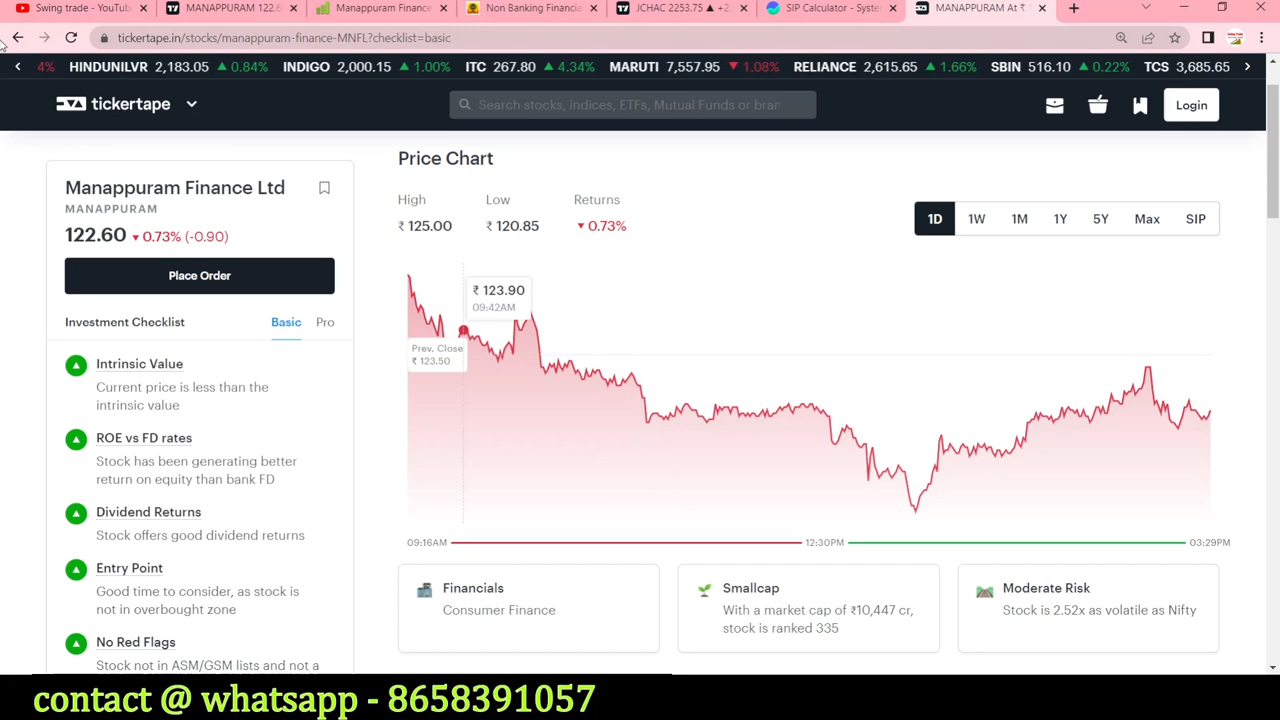 Swing trade - YouTub
MANAPPURAM 122.6
Manappuram Finance
Non Banking Financia
JCHAC 2253.75 ▲ +2.
SIP Calculator - Syste
MANAPPURAM At ₹
tickertape.in/stocks/manappuram-finance-MNFL?checklist=basic
4% HINDUNILVR 2,183.05 ▲ 0.84% INDIGO 2,000.15 ▲ 1.00% ITC 267.80 ▲ 4.34% MARUTI 7,557.95 ▼ 1.08% RELIANCE 2,615.65 ▲ 1.66% SBIN 516.10 ▲ 0.22% TCS 3,685.65
tickertape
Search stocks, indices, ETFs, Mutual Funds or bran
Login
Manappuram Finance Ltd
MANAPPURAM
122.60 ▼ 0.73% (-0.90)
Place Order
Investment Checklist Basic Pro
Intrinsic Value
Current price is less than the
intrinsic value
ROE vs FD rates
Stock has been generating better
return on equity than bank FD
Dividend Returns
Stock offers good dividend returns
Entry Point
Good time to consider, as stock is
not in overbought zone
No Red Flags
Stock not in ASM/GSM lists and not a
Price Chart
High Low Returns
₹ 125.00 ₹ 120.85 ▼ 0.73%
1D 1W 1M 1Y 5Y Max SIP
₹ 123.90
09:42AM
Prev. Close
₹ 123.50
09:16AM 12:30PM 03:29PM
Financials
Consumer Finance
Smallcap
With a market cap of ₹10,447 cr,
stock is ranked 335
Moderate Risk
Stock is 2.52x as volatile as Nifty
contact @ whatsapp - 8658391057